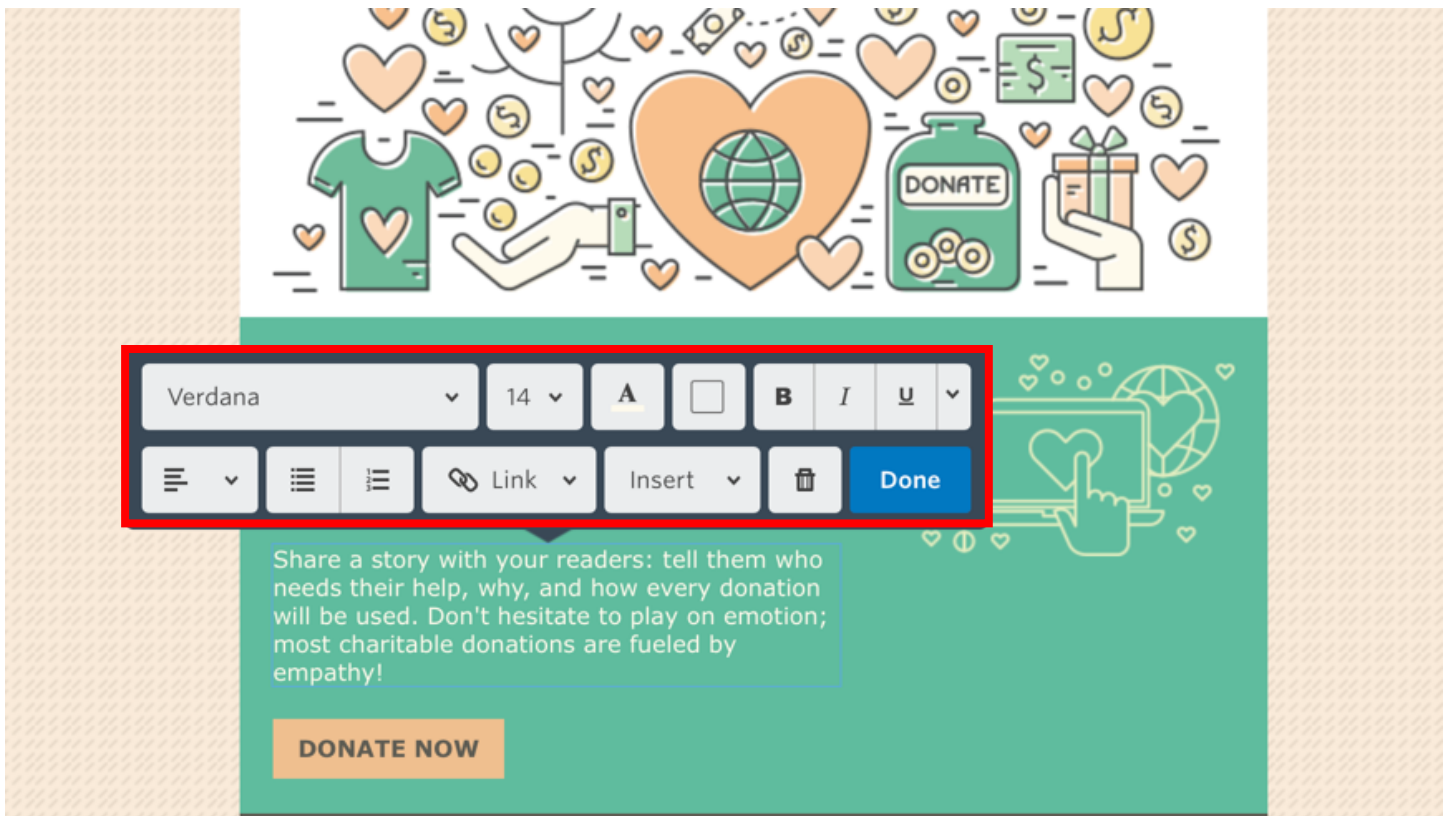 DONATE
Verdana 14 A B I U
Link Insert Done
Share a story with your readers: tell them who
needs their help, why, and how every donation
will be used. Don't hesitate to play on emotion;
most charitable donations are fueled by
empathy!
DONATE NOW